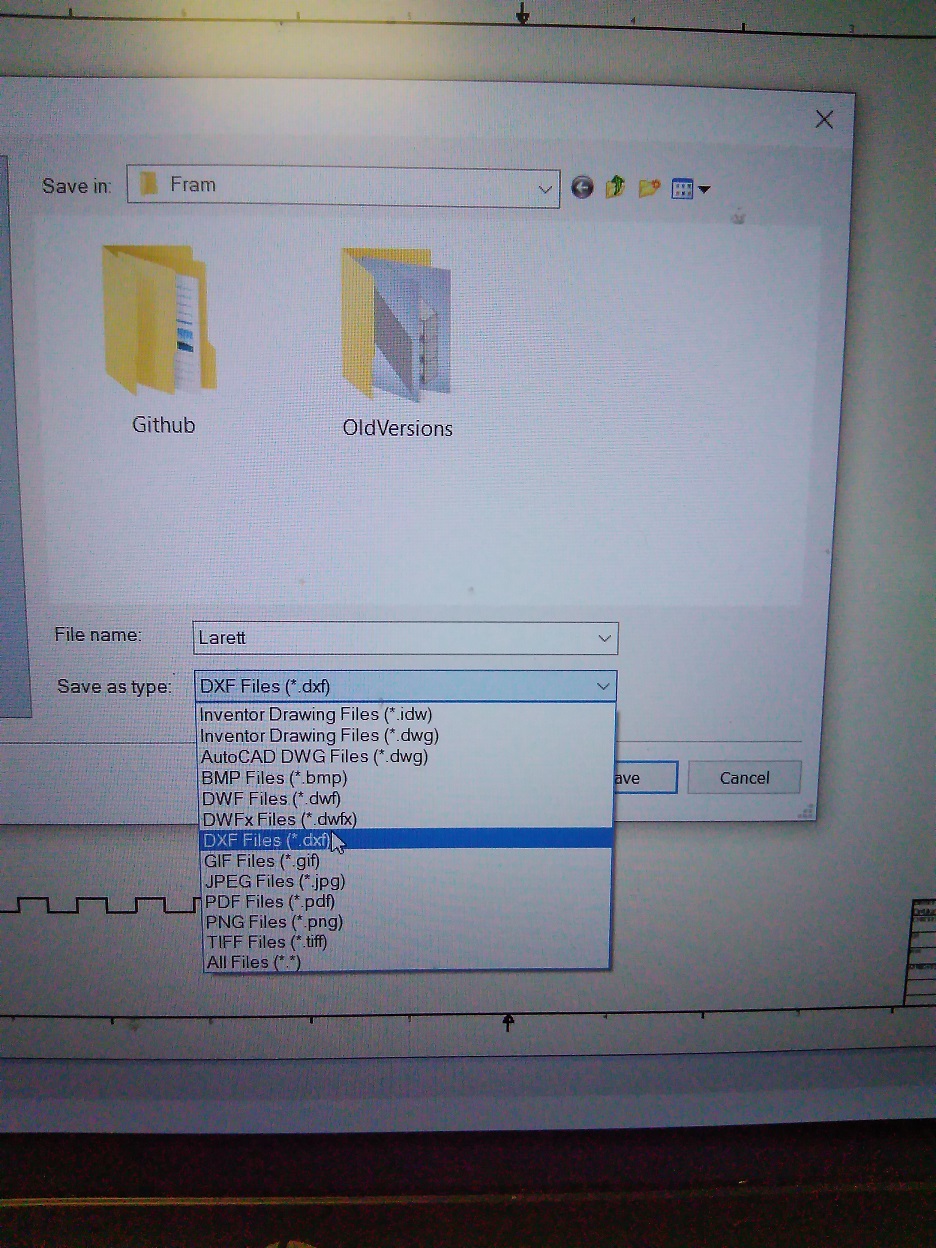 Save in:
Fram
Github
OldVersions
File name:
Larett
Save as type:
DXF Files (*.dxf)
Inventor Drawing Files (*.idw)
Inventor Drawing Files (*.dwg)
AutoCAD DWG Files (*.dwg)
BMP Files (*.bmp)
DWF Files (*.dwf)
DWFx Files (*.dwfx)
DXF Files (*.dxf)
GIF Files (*.gif)
JPEG Files (*.jpg)
PDF Files (*.pdf)
PNG Files (*.png)
TIFF Files (*.tiff)
All Files (*.*)
ave
Cancel